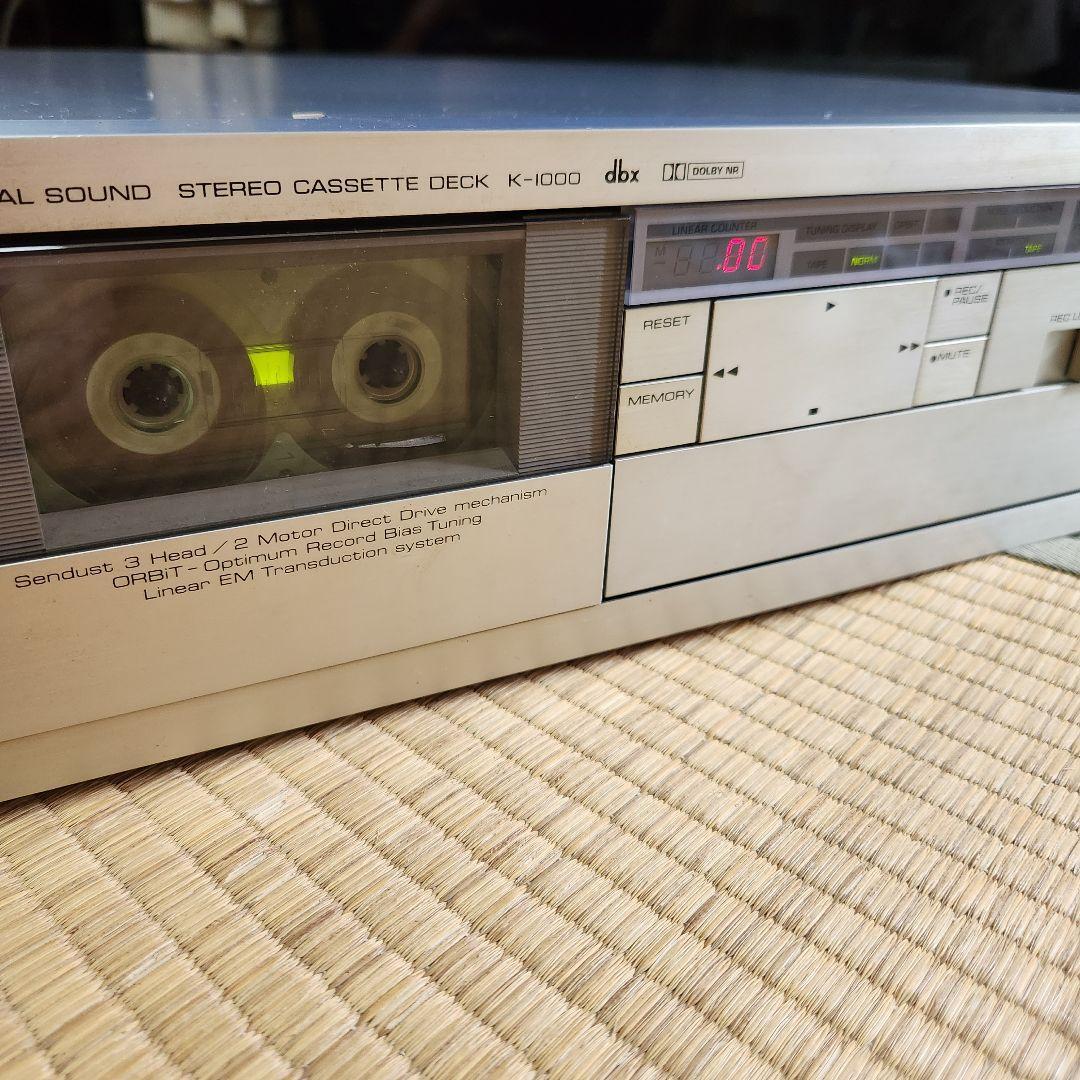 AL SOUND STEREO CASSETTE DECK K-1000 dbx DOLBY NR
LINEAR COUNTER
TUNING DISPLAY
M
.00
TAPE
NORM
TAPE
RESET
MEMORY
REC/
PAUSE
MUTE
REC L
Sendust 3 Head / 2 Motor Direct Drive mechanism
ORBiT - Optimum Record Bias Tuning
Linear EM Transduction system